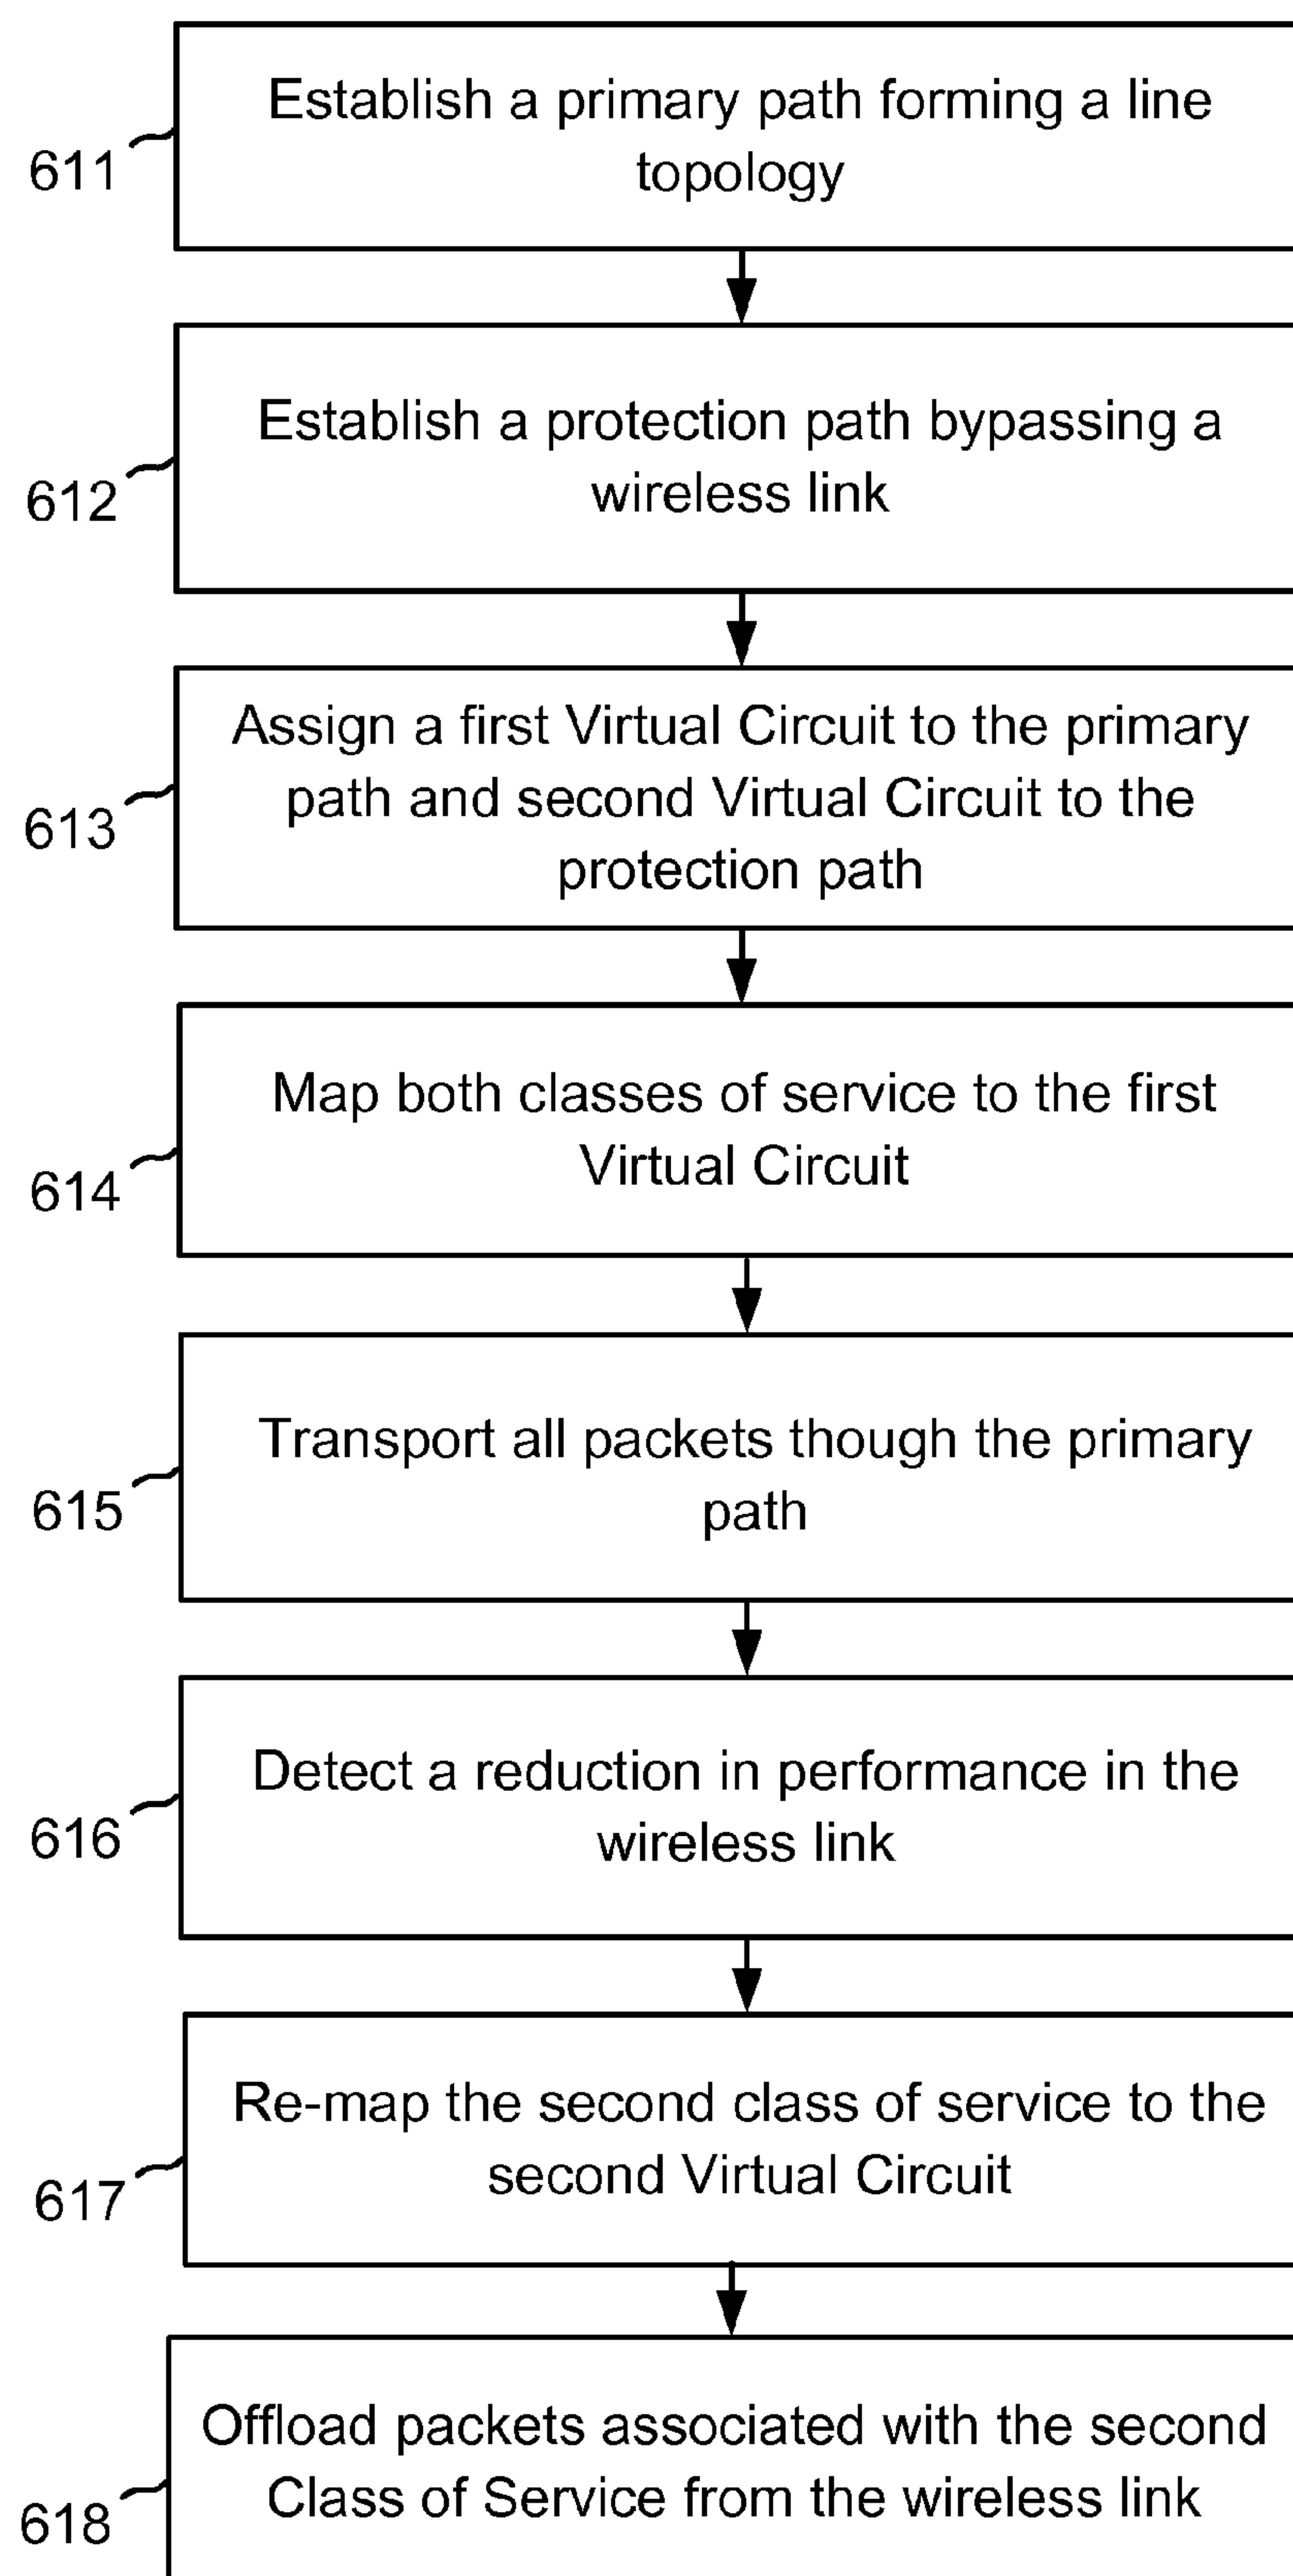 Establish a primary path forming a line
topology
611
Establish a protection path bypassing a
wireless link
612
Assign a first Virtual Circuit to the primary
path and second Virtual Circuit to the
protection path
613
Map both classes of service to the first
Virtual Circuit
614
Transport all packets though the primary
path
615
Detect a reduction in performance in the
wireless link
616
Re-map the second class of service to the
second Virtual Circuit
617
Offload packets associated with the second
Class of Service from the wireless link
618